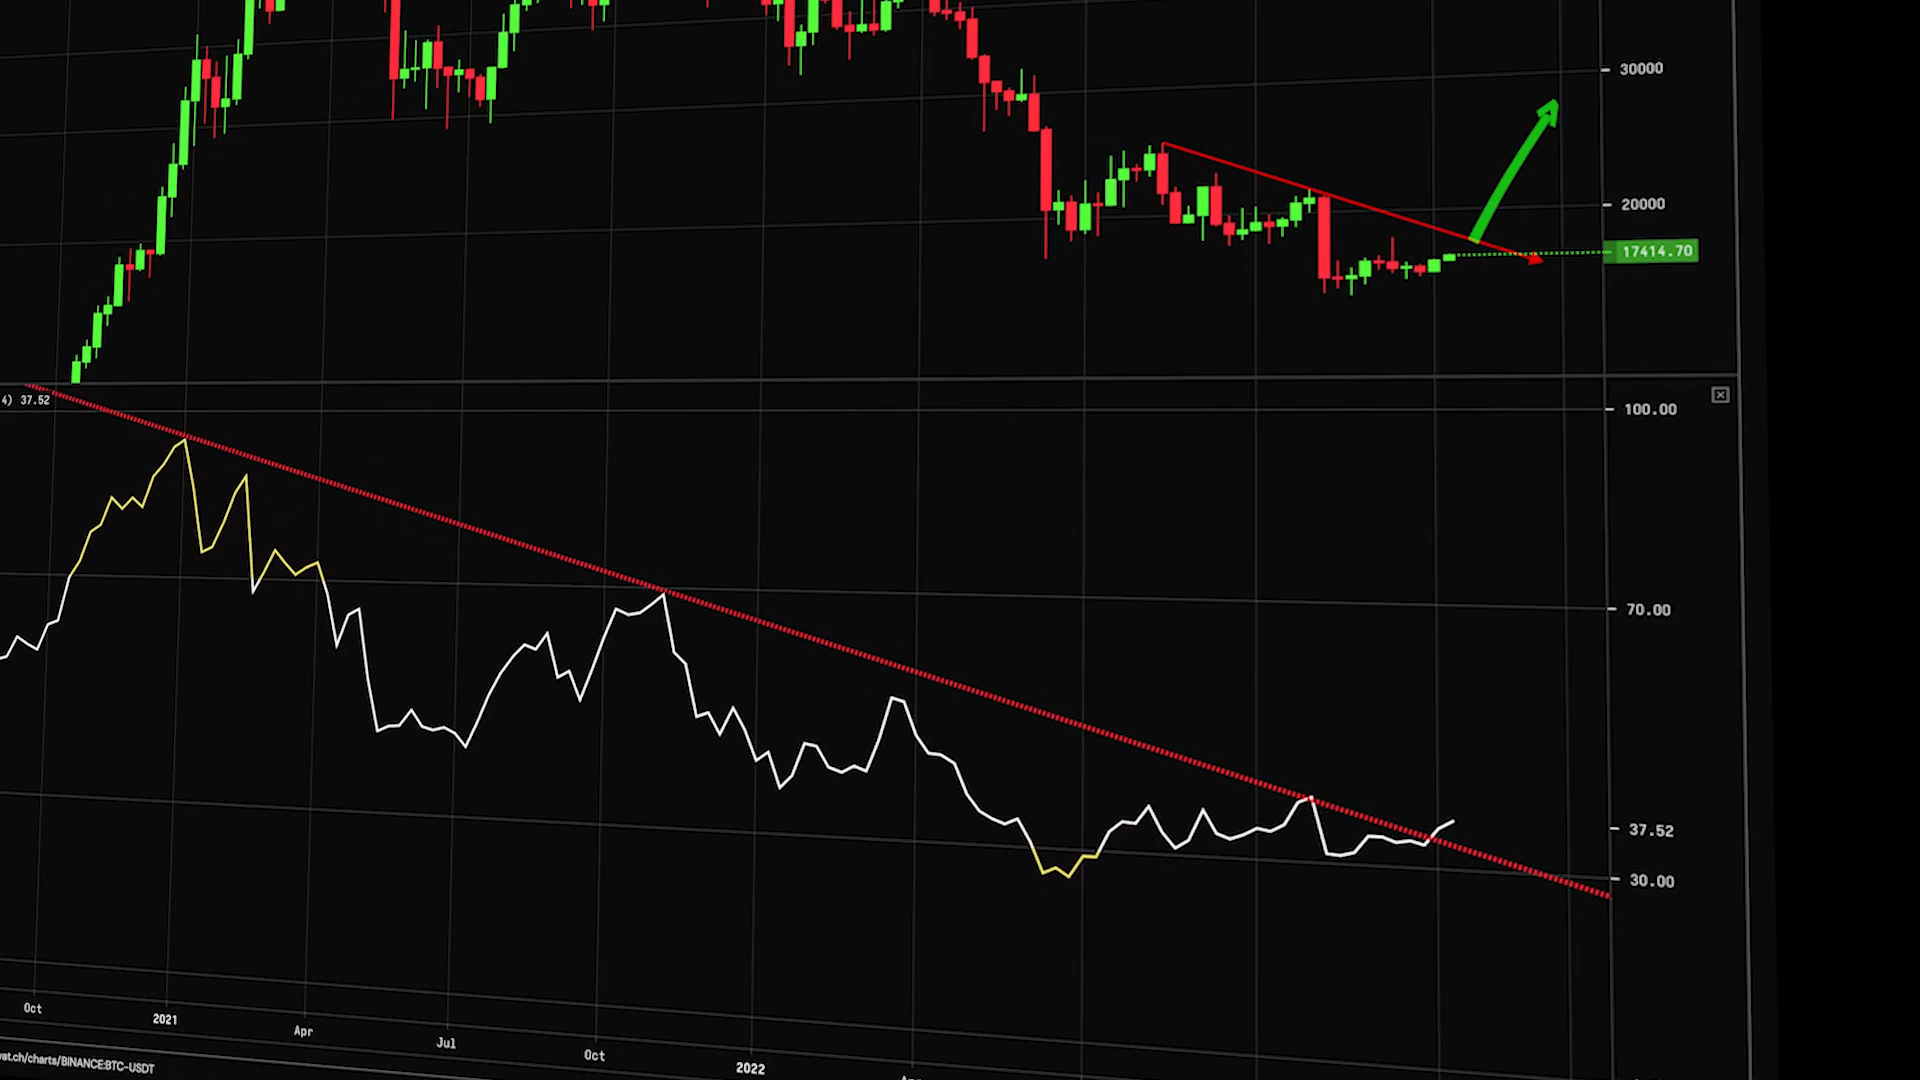 30000
20000
17414.70
4) 37.52
100.00
70.00
37.52
30.00
Oct
2021
Apr
Jul
Oct
2022
wat.ch/charts/BINANCE:BTC-USDT